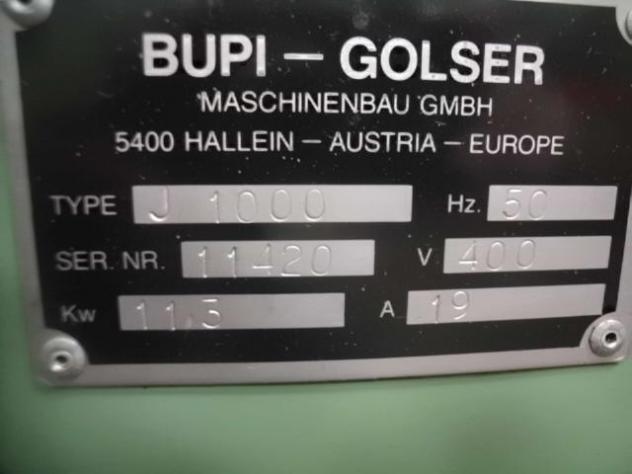 BUPI – GOLSER
MASCHINENBAU GMBH
5400 HALLEIN – AUSTRIA – EUROPE
TYPE J 1000 Hz. 50
SER. NR. 11420 V 400
Kw 11.3 A 19